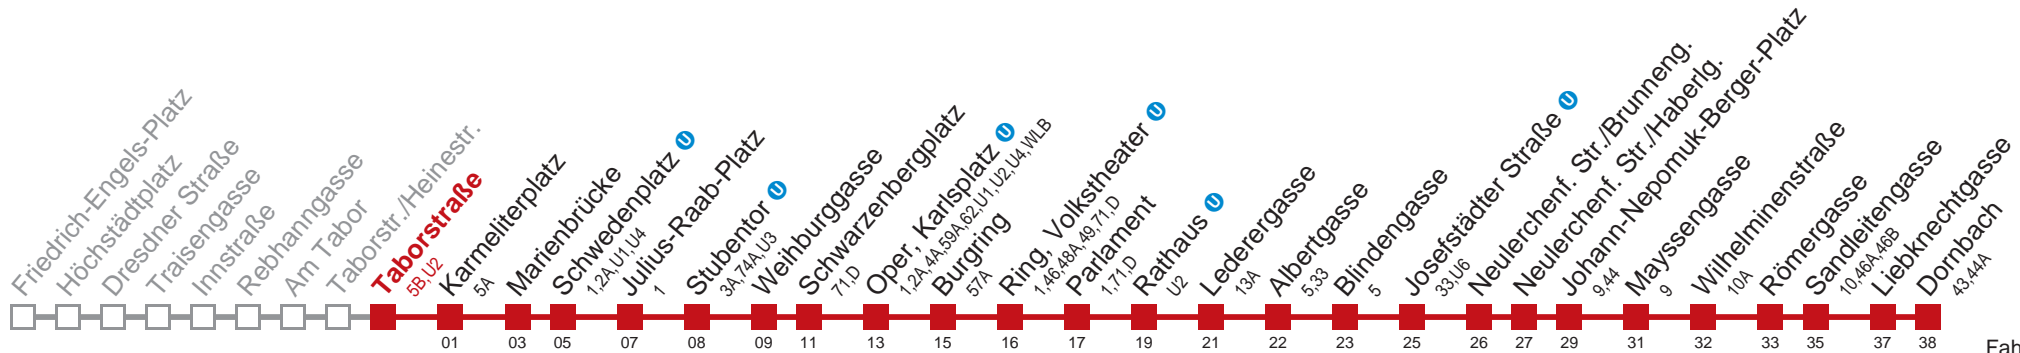 Friedrich-Engels-Platz
Höchstädtplatz
Dresdner Straße
Traisengasse
Innstraße
Rebhanngasse
Am Tabor
Taborstr./Heinestr.
Taborstraße
5B,U2
Karmeliterplatz
5A
Marienbrücke
Schwedenplatz U
1,2A,U1,U4
Julius-Raab-Platz
1
Stubentor U
3A,74A,U3
Weihburggasse
Schwarzenbergplatz
71,D
Oper, Karlsplatz U
1,2A,4A,59A,62,U1,U2,U4,WLB
Burgring
57A
Ring, Volkstheater U
1,46,48A,49,71,D
Parlament
1,71,D
Rathaus U
U2
Lederergasse
13A
Albertgasse
5,33
Blindengasse
5
Josefstädter Straße U
33,U6
Neulerchenf. Str./Brunneng.
Neulerchenf. Str./Haberlg.
Johann-Nepomuk-Berger-Platz
9,44
Mayssengasse
9
Wilhelminenstraße
10A
Römergasse
Sandleitengasse
10,46A,46B
Liebknechtgasse
Dornbach
43,44A
01 03 05 07 08 09 11 13 15 16 17 19 21 22 23 25 26 27 29 31 32 33 35 37 38
Fah